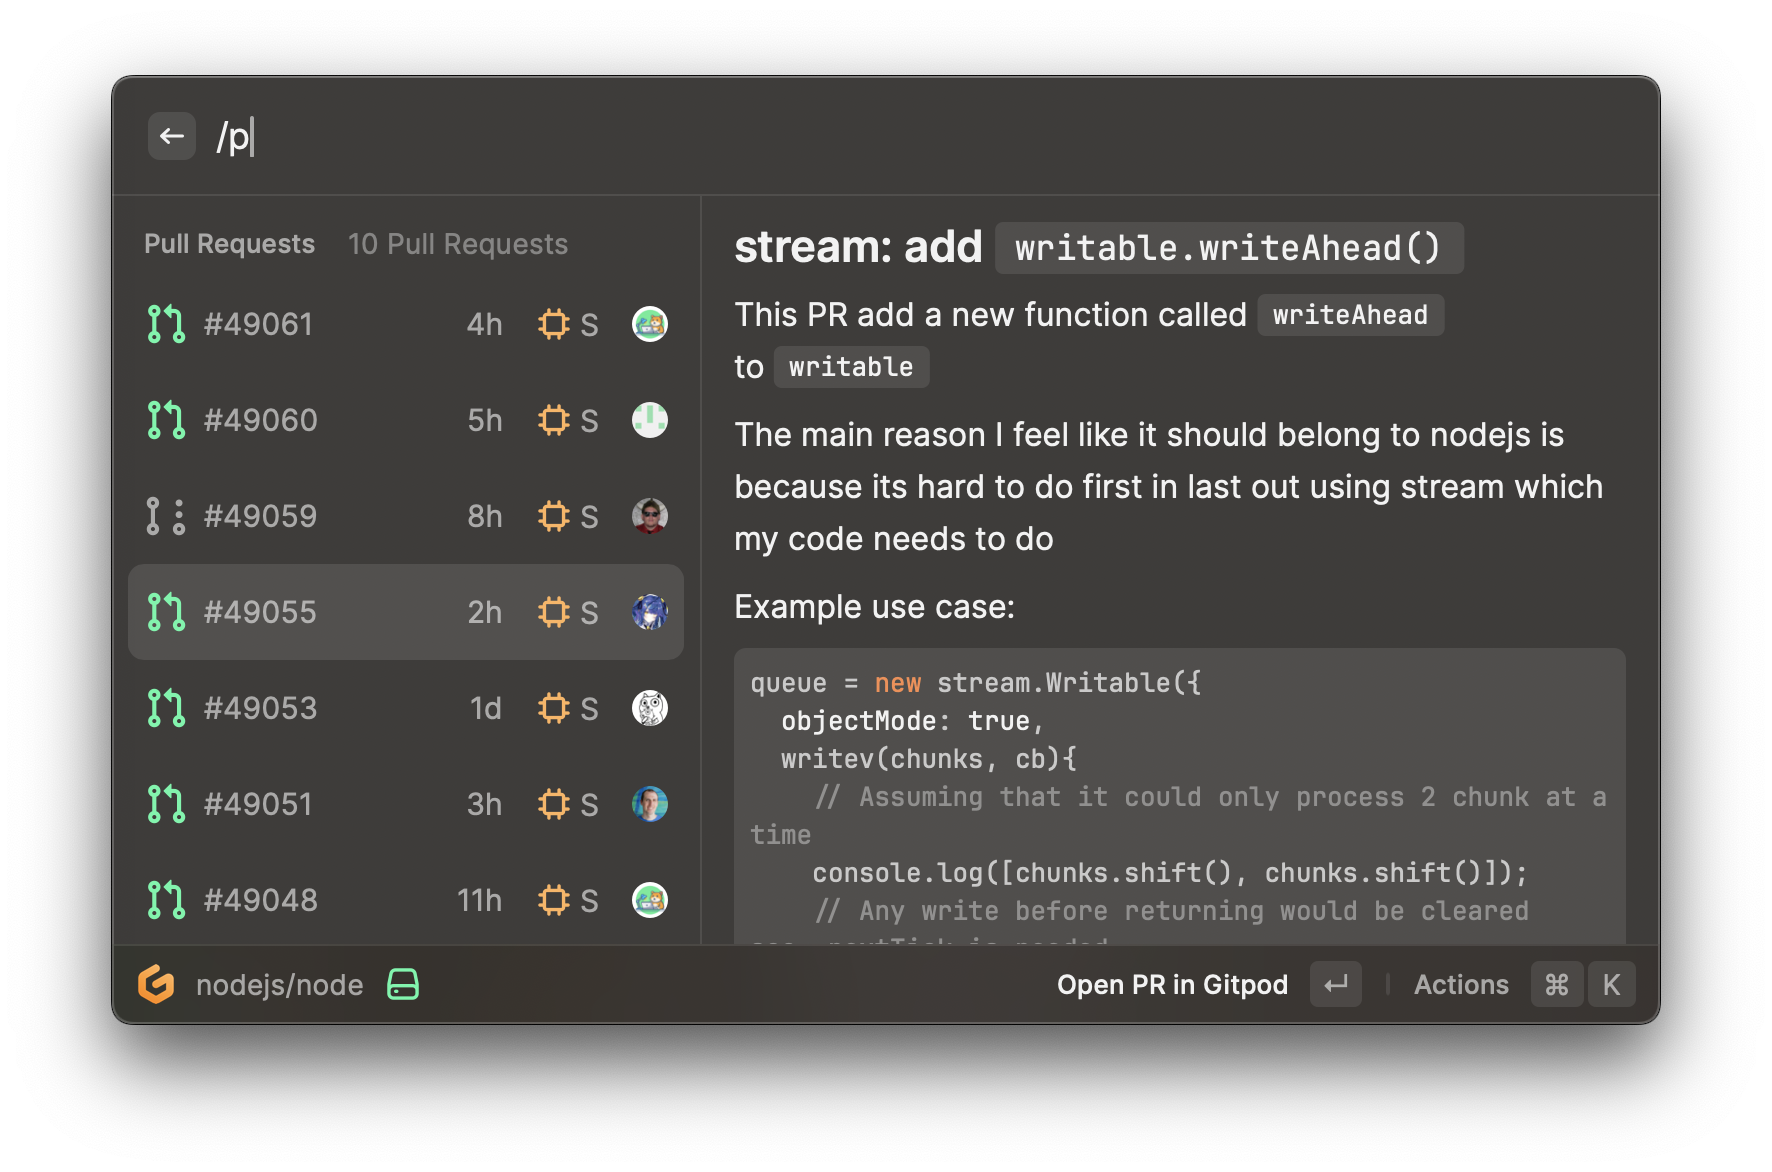 /p
Pull Requests 10 Pull Requests
#49061 4h S
#49060 5h S
#49059 8h S
#49055 2h S
#49053 1d S
#49051 3h S
#49048 11h S
stream: add writable.writeAhead()
This PR add a new function called writeAhead
to writable
The main reason I feel like it should belong to nodejs is
because its hard to do first in last out using stream which
my code needs to do
Example use case:
queue = new stream.Writable({
  objectMode: true,
  writev(chunks, cb){
    // Assuming that it could only process 2 chunk at a
time
    console.log([chunks.shift(), chunks.shift()]);
    // Any write before returning would be cleared
nextTick is needed
nodejs/node
Open PR in Gitpod ↵ | Actions ⌘ K